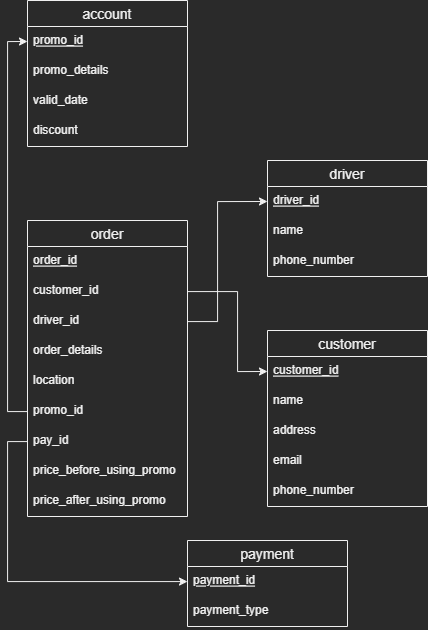 account
promo_id
promo_details
valid_date
discount
driver
driver_id
name
phone_number
order
order_id
customer_id
driver_id
order_details
location
promo_id
pay_id
price_before_using_promo
price_after_using_promo
customer
customer_id
name
address
email
phone_number
payment
payment_id
payment_type